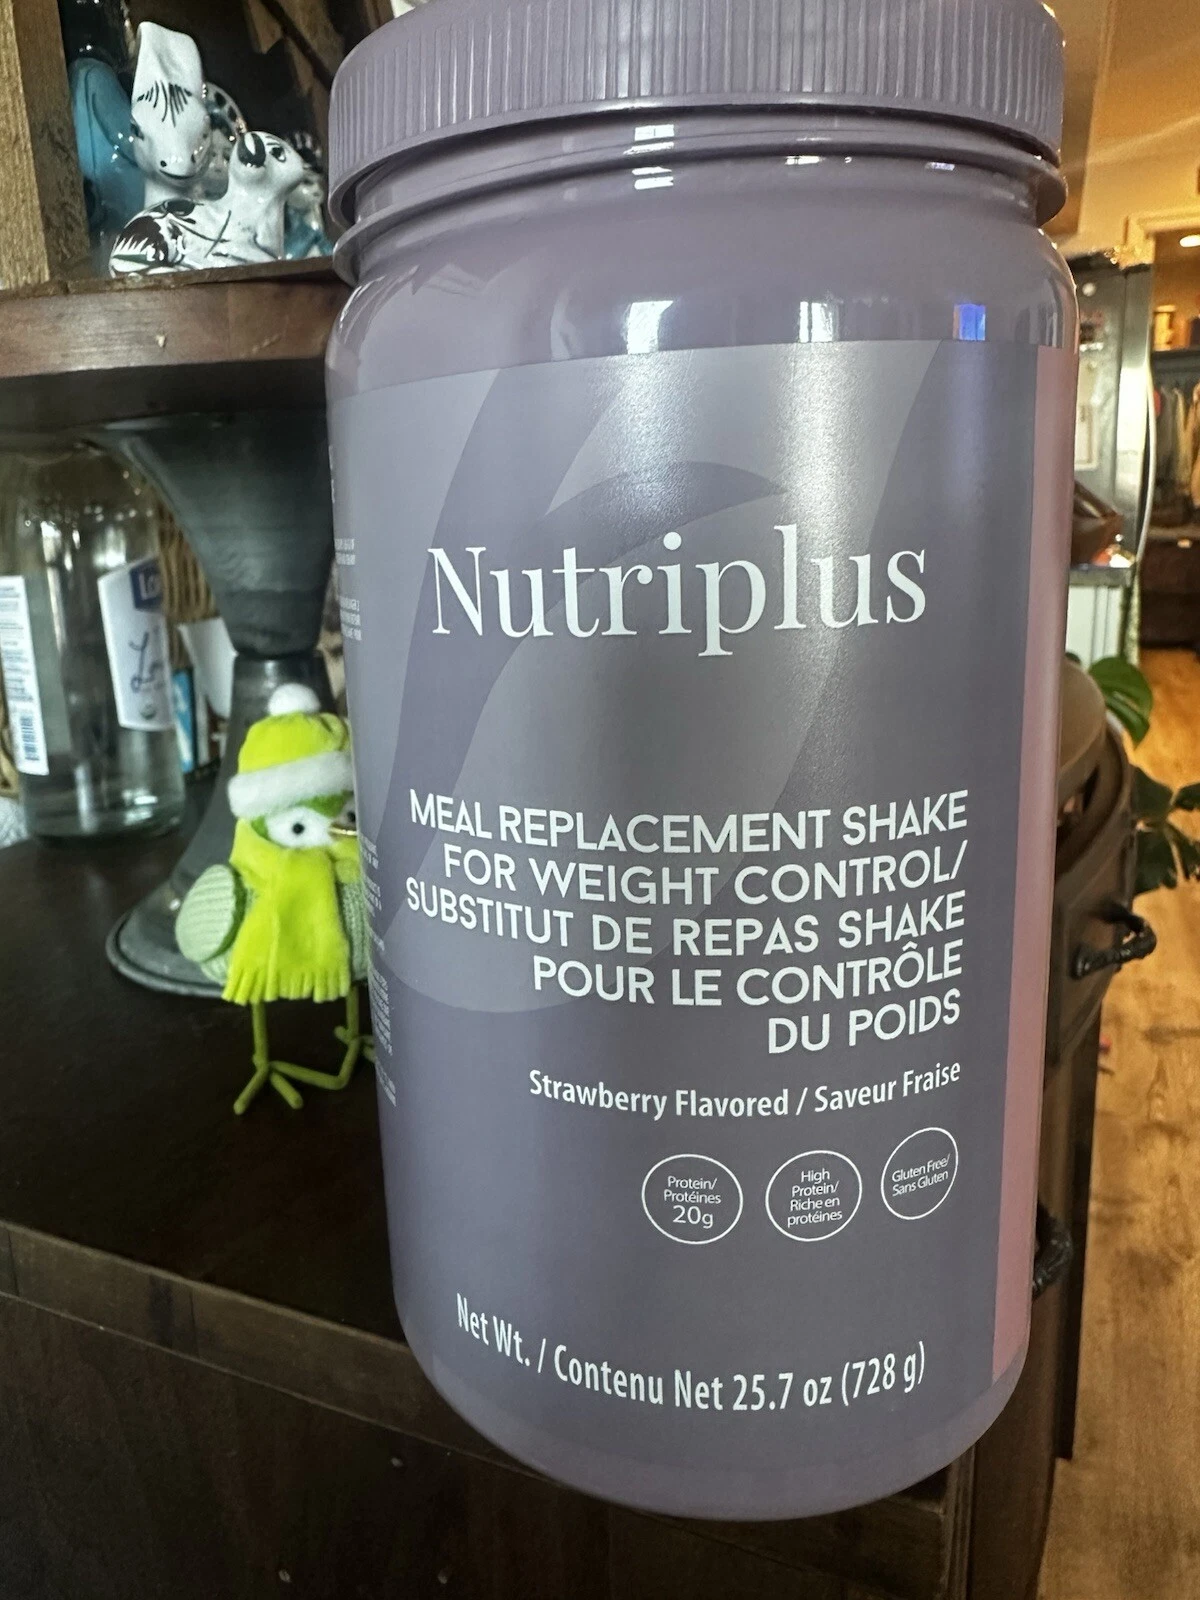 Nutriplus
MEAL REPLACEMENT SHAKE
FOR WEIGHT CONTROL/
SUBSTITUT DE REPAS SHAKE
POUR LE CONTRÔLE
DU POIDS
Strawberry Flavored / Saveur Fraise
Protein/
Protéines
20g
High
Protein/
Riche en
protéines
Gluten Free/
Sans Gluten
Net Wt. / Contenu Net 25.7 oz (728 g)